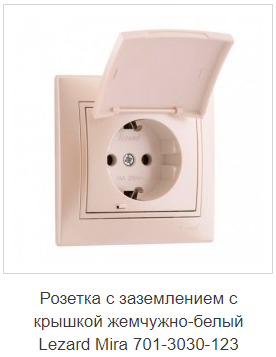 Розетка с заземлением с
крышкой жемчужно-белый
Lezard Mira 701-3030-123